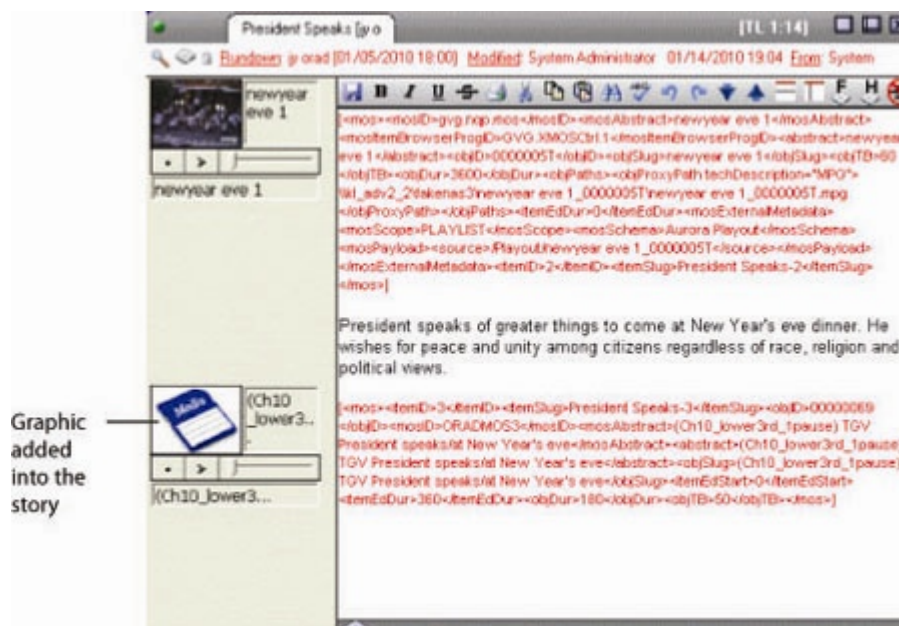 President Speaks [jy o
[TL 1:14]
Rundown: jy orad [01/05/2010 18:00] Modified: System Administrator 01/14/2010 19:04 From: System
newyear
eve 1
newyear eve 1
[<mos><mosID>gvg.nqp.mos</mosID><mosAbstract>newyear eve 1</mosAbstract>
<mosItemBrowserProgID>GVG.XMOSCtrl.1</mosItemBrowserProgID><abstract>newyear
eve 1</abstract><objID>0000005T</objID><objSlug>newyear eve 1</objSlug><objTB>60
</objTB><objDur>3600</objDur><objPaths><objProxyPath techDescription="MPO">
eve 1_0000005T\newyear eve 1_0000005T.mpg
</objProxyPath></objPaths><itemEdDur>0</itemEdDur><mosExternalMetadata>
<mosScope>PLAYLIST</mosScope><mosSchema>Aurora Playout</mosSchema>
<mosPayload><source>/Playout/newyear eve 1_0000005T</source></mosPayload>
</mosExternalMetadata><itemID>2</itemID><itemSlug>President Speaks-2</itemSlug>
</mos>]
President speaks of greater things to come at New Year's eve dinner. He
wishes for peace and unity among citizens regardless of race, religion and
political views.
Graphic
added
into the
story
Media
(Ch10
_lower3...
-
(Ch10_lower3...
[<mos><itemID>3</itemID><itemSlug>President Speaks-3</itemSlug><objID>00000069
</objID><mosID>ORADMOS3</mosID><mosAbstract>(Ch10_lower3rd_1pause) TGV
President speaks/at New Year's eve</mosAbstract><abstract>(Ch10_lower3rd_1pause)
TGV President speaks/at New Year's eve</abstract><objSlug>(Ch10_lower3rd_1pause)
TGV President speaks/at New Year's eve</objSlug><itemEdStart>0</itemEdStart>
<itemEdDur>360</itemEdDur><objDur>180</objDur><objTB>50</objTB></mos>]